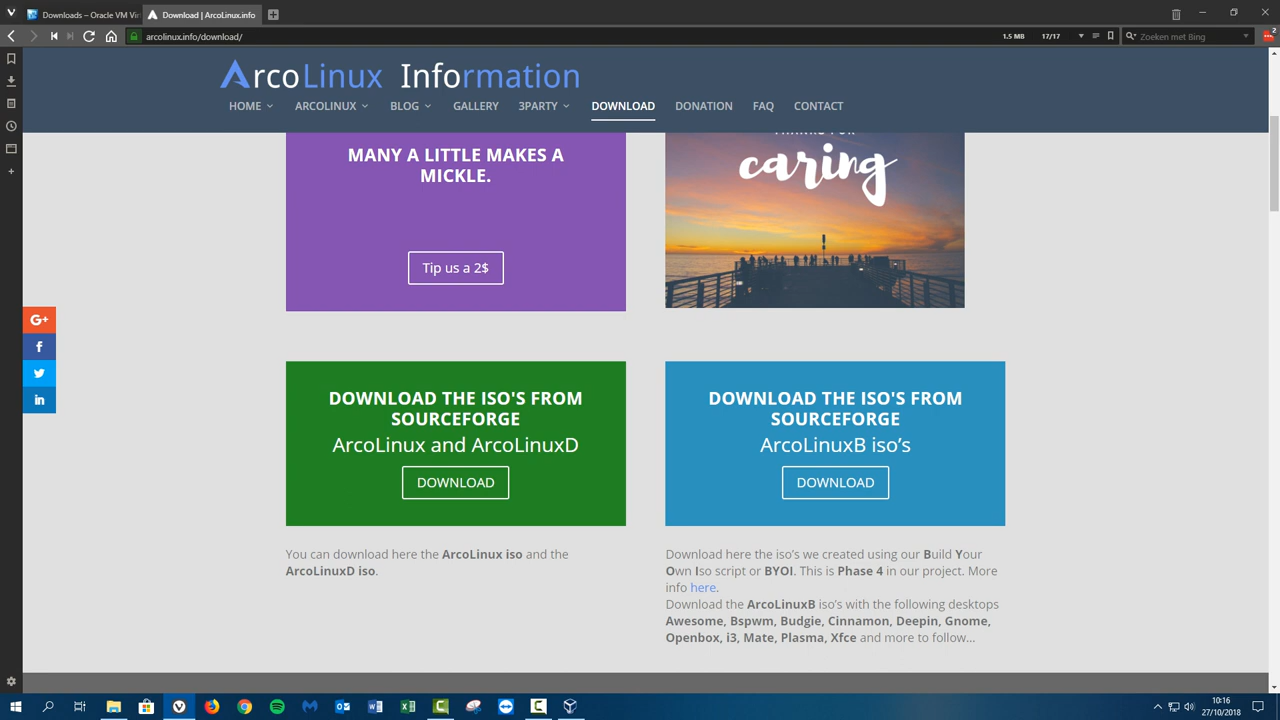 Downloads – Oracle VM Vir
Download | ArcoLinux.info
arcolinux.info/download/
1.5 MB
17/17
Zoeken met Bing
2
ArcoLinux Information
HOME
ARCOLINUX
BLOG
GALLERY
3PARTY
DOWNLOAD
DONATION
FAQ
CONTACT
MANY A LITTLE MAKES A
MICKLE.
Tip us a 2$
THANKS FOR
caring
G+
f
in
DOWNLOAD THE ISO'S FROM
SOURCEFORGE
ArcoLinux and ArcoLinuxD
DOWNLOAD
You can download here the ArcoLinux iso and the
ArcoLinuxD iso.
DOWNLOAD THE ISO'S FROM
SOURCEFORGE
ArcoLinuxB iso’s
DOWNLOAD
Download here the iso’s we created using our Build Your
Own Iso script or BYOI. This is Phase 4 in our project. More
info here.
Download the ArcoLinuxB iso’s with the following desktops
Awesome, Bspwm, Budgie, Cinnamon, Deepin, Gnome,
Openbox, i3, Mate, Plasma, Xfce and more to follow...
10:16
27/10/2018